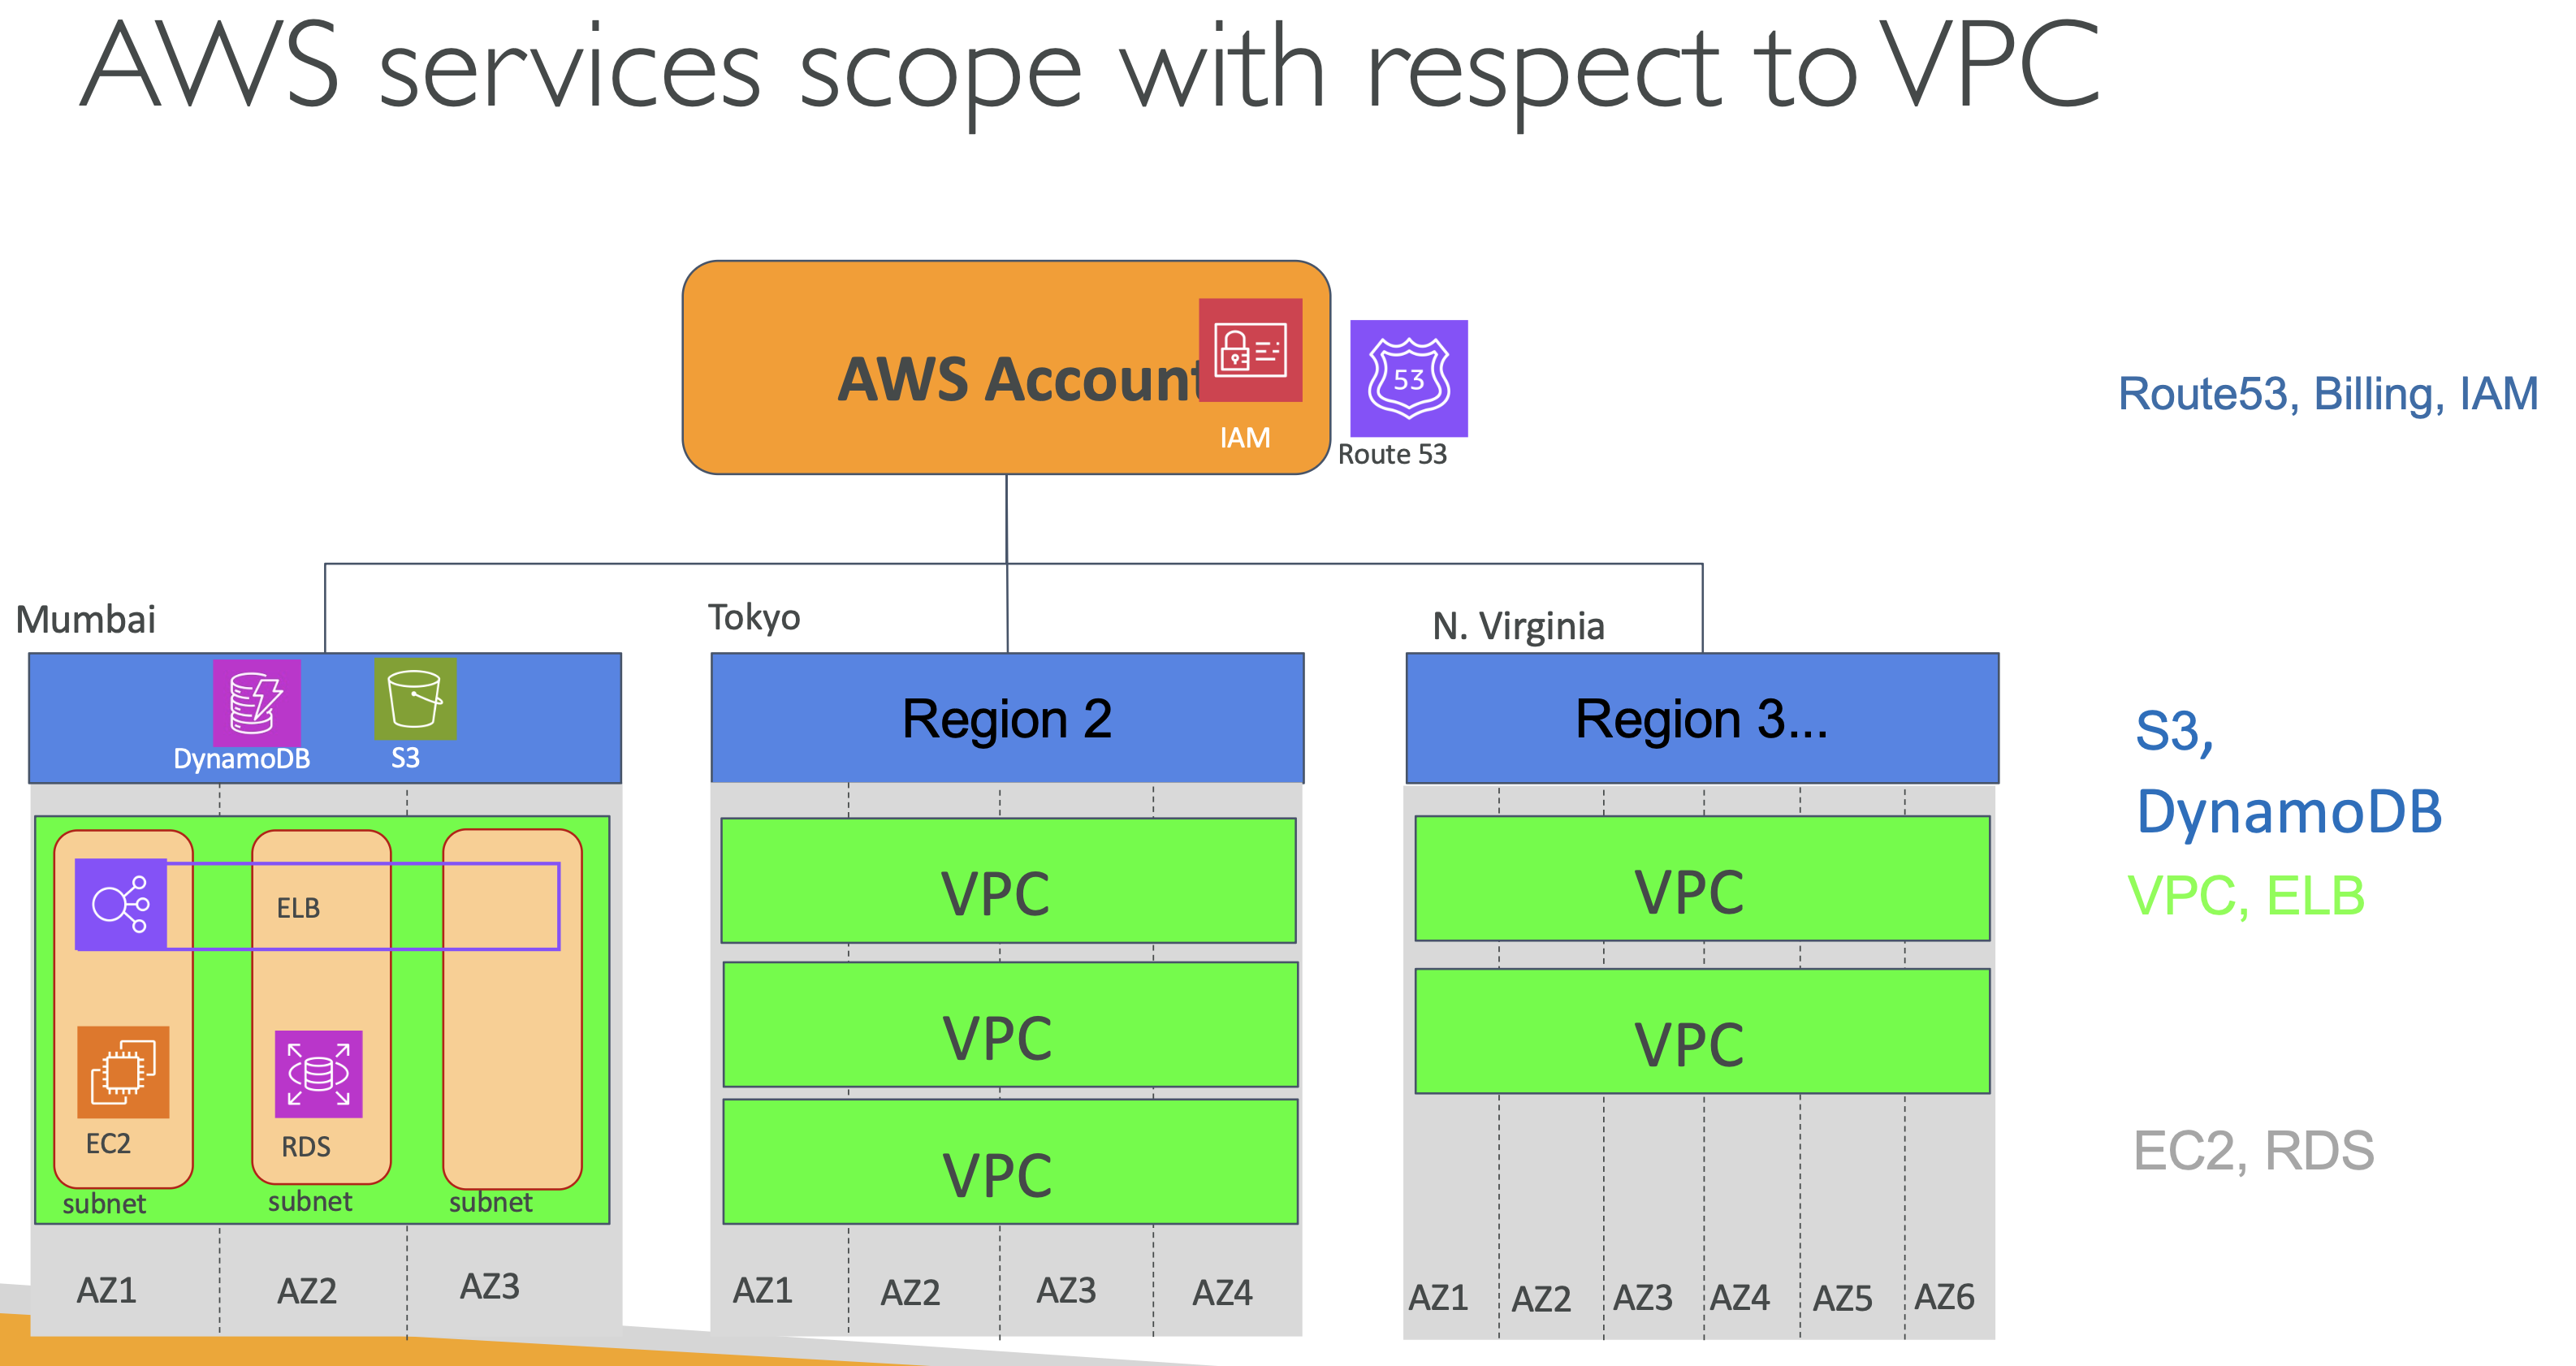 AWS services scope with respect to VPC
AWS Account
IAM
53
Route 53
Route53, Billing, IAM
Mumbai
Tokyo
N. Virginia
DynamoDB
S3
Region 2
Region 3...
S3,
DynamoDB
VPC, ELB
ELB
EC2
RDS
subnet
subnet
subnet
AZ1
AZ2
AZ3
VPC
VPC
VPC
AZ1
AZ2
AZ3
AZ4
VPC
VPC
AZ1
AZ2
AZ3
AZ4
AZ5
AZ6
EC2, RDS